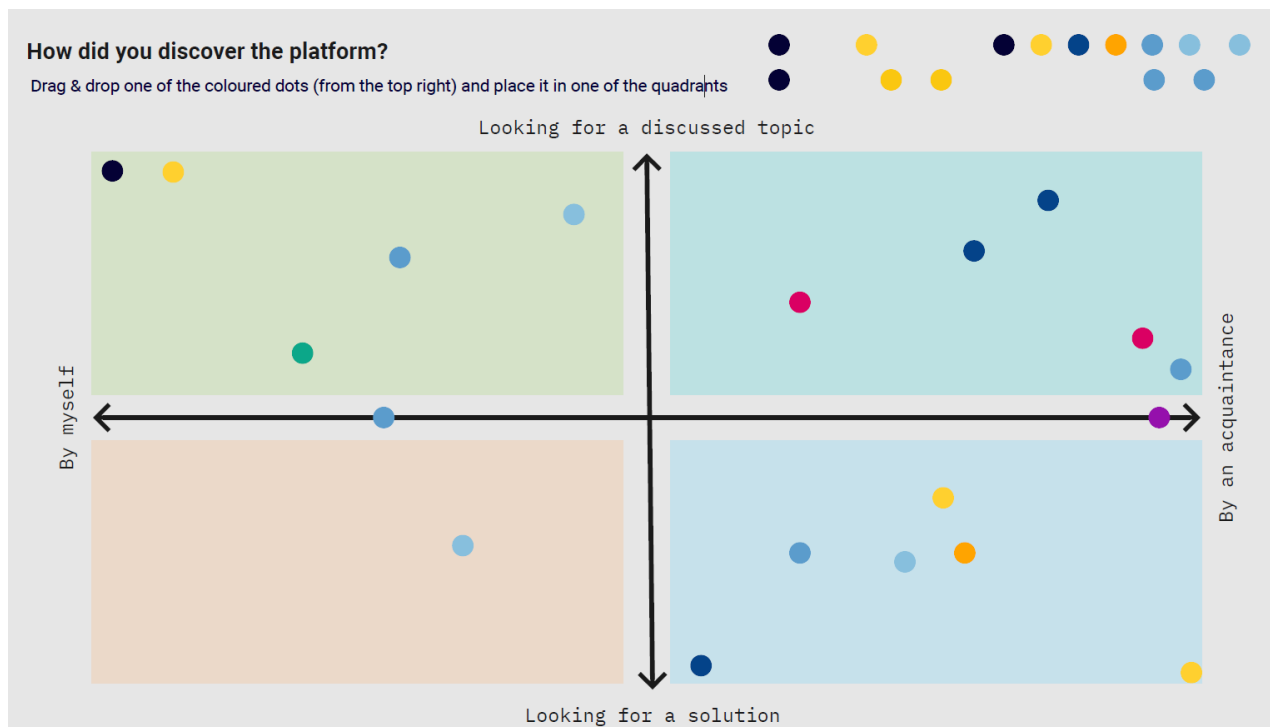 How did you discover the platform?
Drag & drop one of the coloured dots (from the top right) and place it in one of the quadrants
Looking for a discussed topic
By myself
By an acquaintance
Looking for a solution